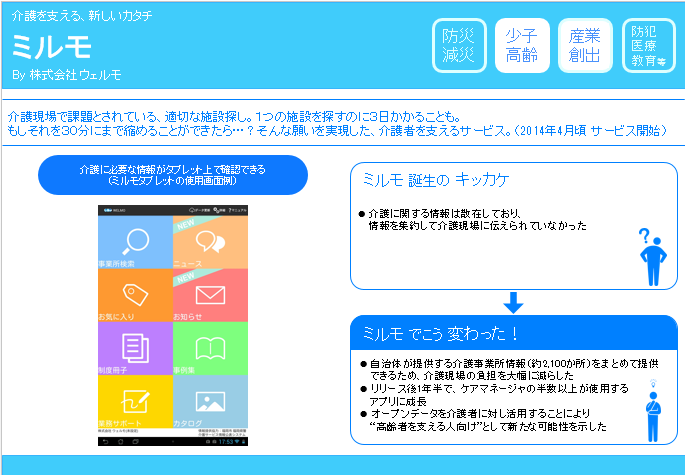 介護を支える、新しいカタチ
ミルモ
By 株式会社ウェルモ
防災
減災
少子
高齢
産業
創出
防犯
医療
教育等
介護現場で課題とされている、適切な施設探し。1つの施設を探すのに3日かかることも。
もしそれを30分にまで縮めることができたら…？そんな願いを実現した、介護者を支えるサービス。（2014年4月頃 サービス開始）
介護に必要な情報がタブレット上で確認できる
（ミルモタブレットの使用画面例）
データ更新 情報 ?マニュアル
事業所検索
NEW
ニュース
お気に入り
NEW
お知らせ
制度冊子
事例集
業務サポート
カタログ
17:53
ミルモ 誕生の キッカケ
● 介護に関する情報は散在しており、
情報を集約して介護現場に伝えられていなかった
?
ミルモ でこう 変わった！
● 自治体が提供する介護事業所情報（約2,100か所）をまとめて提供
できるため、介護現場の負担を大幅に減らした
● リリース後1年半で、ケアマネージャの半数以上が使用する
アプリに成長
● オープンデータを介護者に対し活用することにより
“高齢者を支える人向け”として新たな可能性を示した